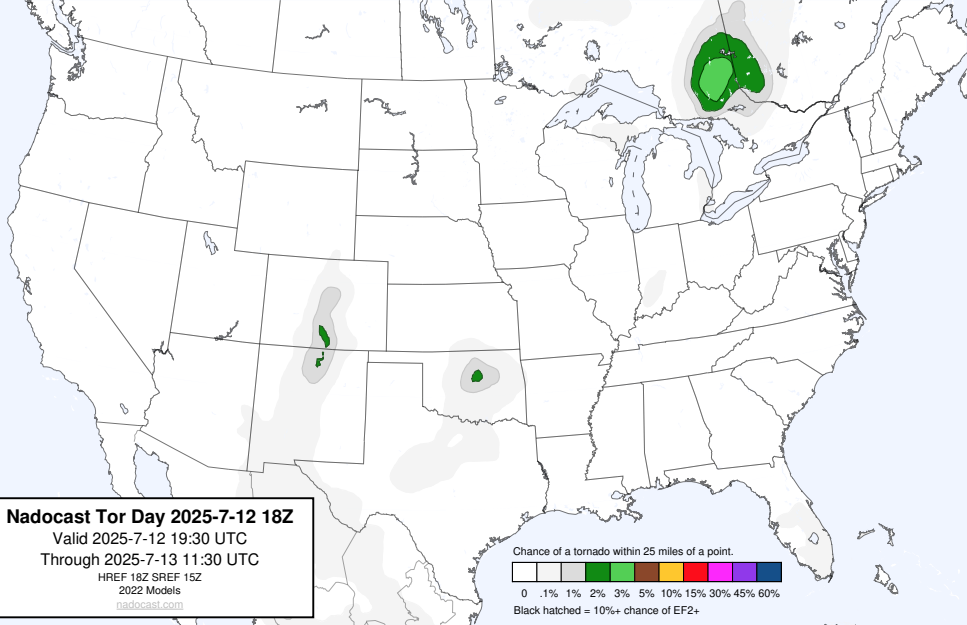 Nadocast Tor Day 2025-7-12 18Z
Valid 2025-7-12 19:30 UTC
Through 2025-7-13 11:30 UTC
HREF 18Z SREF 15Z
2022 Models
nadocast.com
Chance of a tornado within 25 miles of a point.
0 .1% 1% 2% 3% 5% 10% 15% 30% 45% 60%
Black hatched = 10%+ chance of EF2+